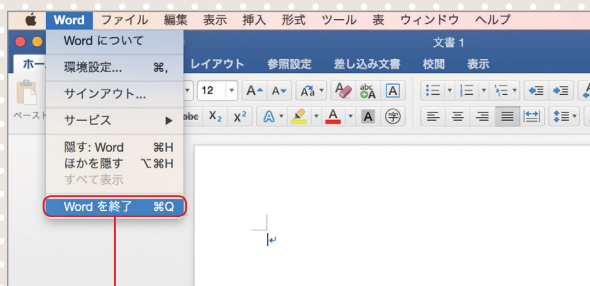 Word ファイル 編集 表示 挿入 形式 ツール 表 ウィンドウ ヘルプ
文書 1
ホー レイアウト 参照設定 差し込み文書 校閲 表示
Word について
環境設定... ⌘,
サインアウト...
サービス ▶
隠す: Word ⌘H
ほかを隠す ⌥⌘H
すべて表示
Word を終了 ⌘Q
12 A A Aa abc A A
ペースト abc X₂ X² A A A 字